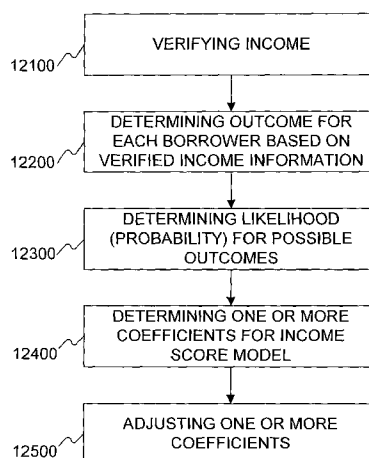 12100
VERIFYING INCOME
12200
DETERMINING OUTCOME FOR
EACH BORROWER BASED ON
VERIFIED INCOME INFORMATION
12300
DETERMINING LIKELIHOOD
(PROBABILITY) FOR POSSIBLE
OUTCOMES
12400
DETERMINING ONE OR MORE
COEFFICIENTS FOR INCOME
SCORE MODEL
12500
ADJUSTING ONE OR MORE
COEFFICIENTS